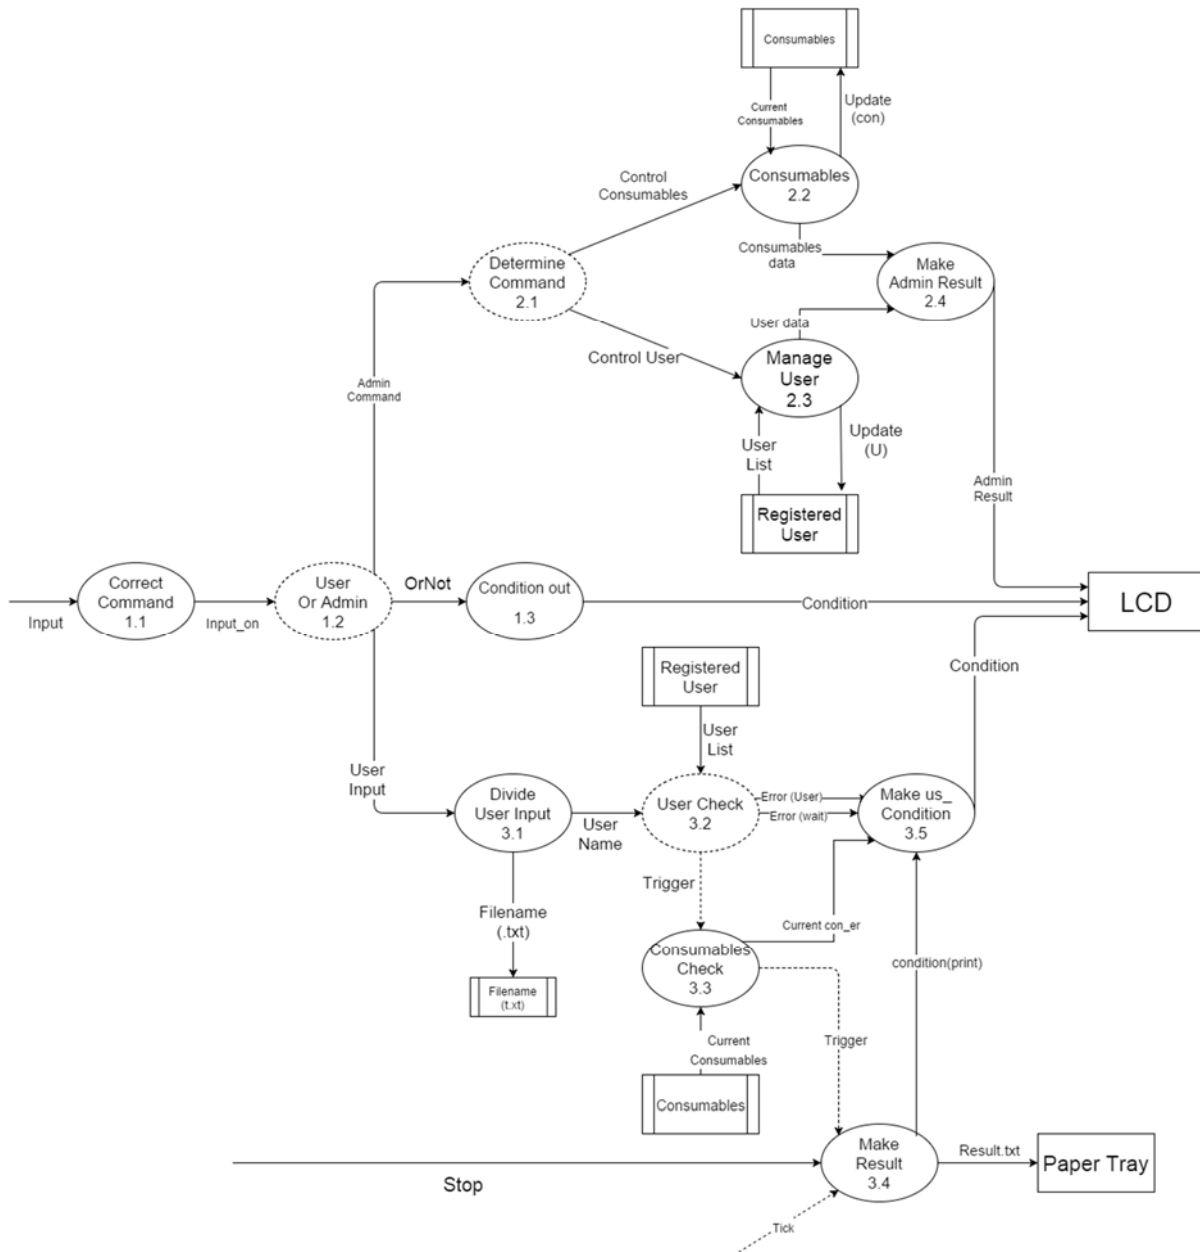 Consumables
Current
Consumables
Update
(con)
Control
Consumables
Consumables
2.2
Consumables
data
Determine
Command
2.1
Make
Admin Result
2.4
User data
Control User
Manage
User
2.3
Admin
Command
User
List
Update
(U)
Admin
Result
Registered
User
Correct
Command
1.1
User
Or Admin
1.2
OrNot
Condition out
1.3
Condition
LCD
Input
Input_on
Registered
User
Condition
User
List
User
Input
Divide
User Input
3.1
User
Name
User Check
3.2
Error (User)
Error (wait)
Make us_
Condition
3.5
Trigger
Filename
(.txt)
Current con_er
Consumables
Check
3.3
condition(print)
Filename
(t.xt)
Current
Consumables
Trigger
Consumables
Make
Result
3.4
Result.txt
Paper Tray
Stop
Tick